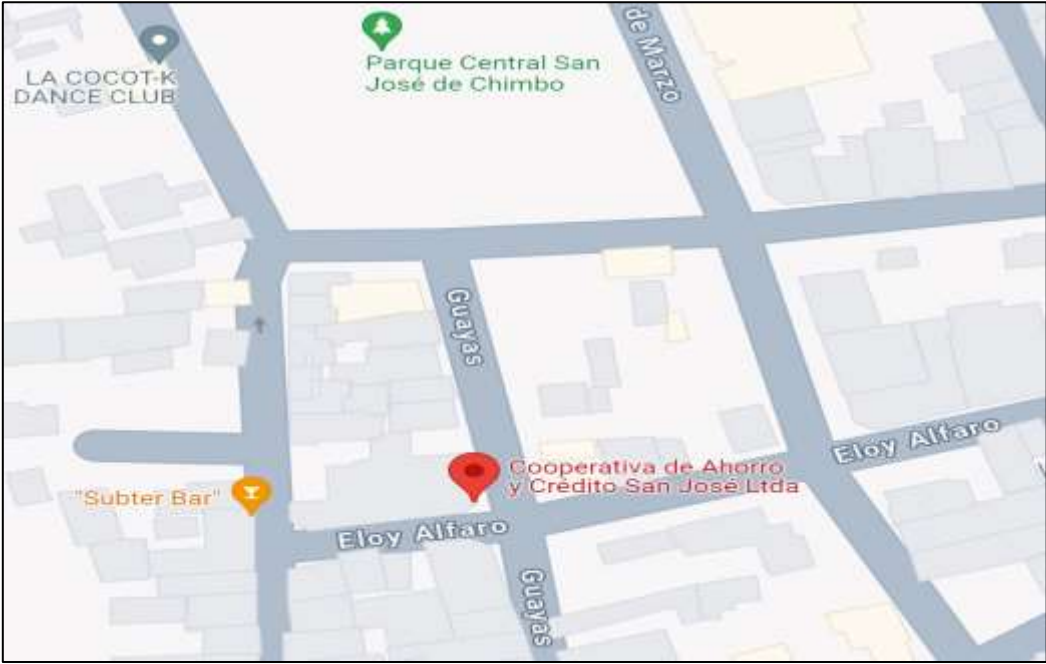 LA COCOT-K
DANCE CLUB
Parque Central San
José de Chimbo
de Marzo
Guayas
Eloy Alfaro
Cooperativa de Ahorro
y Crédito San José Ltda
"Subter Bar"
Eloy Alfaro
Guayas